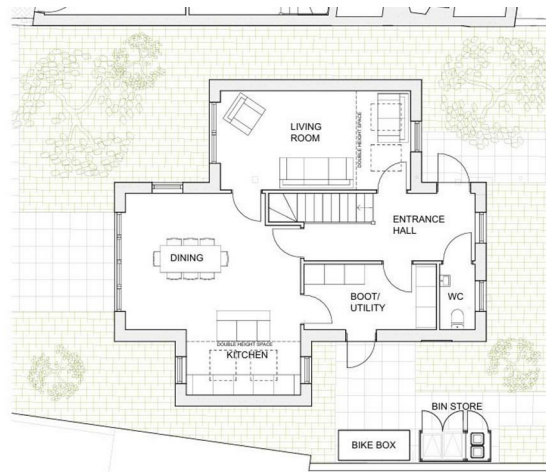 LIVING
ROOM
DOUBLE HEIGHT SPACE
ENTRANCE
HALL
DINING
BOOT/
UTILITY
WC
DOUBLE HEIGHT SPACE
KITCHEN
BIN STORE
BIKE BOX